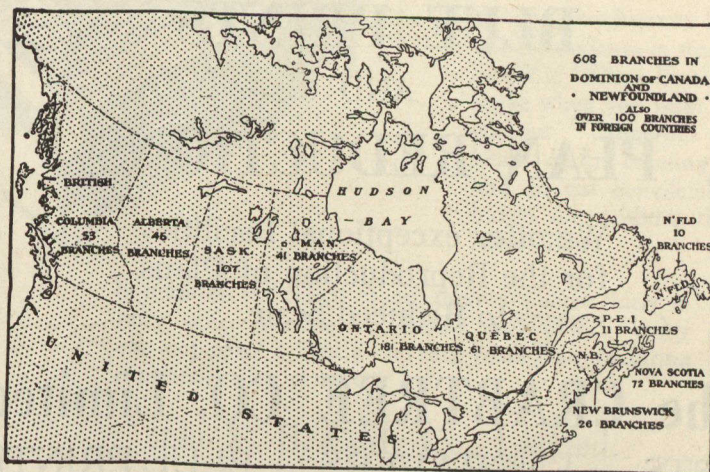 608 BRANCHES IN
DOMINION OF CANADA
AND
• NEWFOUNDLAND •
ALSO
OVER 100 BRANCHES
IN FOREIGN COUNTRIES
BRITISH
COLUMBIA
53
BRANCHES
ALBERTA
46
BRANCHES
SASK.
107
BRANCHES
MAN.
41 BRANCHES
HUDSON
BAY
ONTARIO
181 BRANCHES
QUEBEC
61 BRANCHES
N'FLD
10
BRANCHES
N'FLD
P.E.I
11 BRANCHES
N.B.
NOVA SCOTIA
72 BRANCHES
NEW BRUNSWICK
26 BRANCHES
UNITED STATES